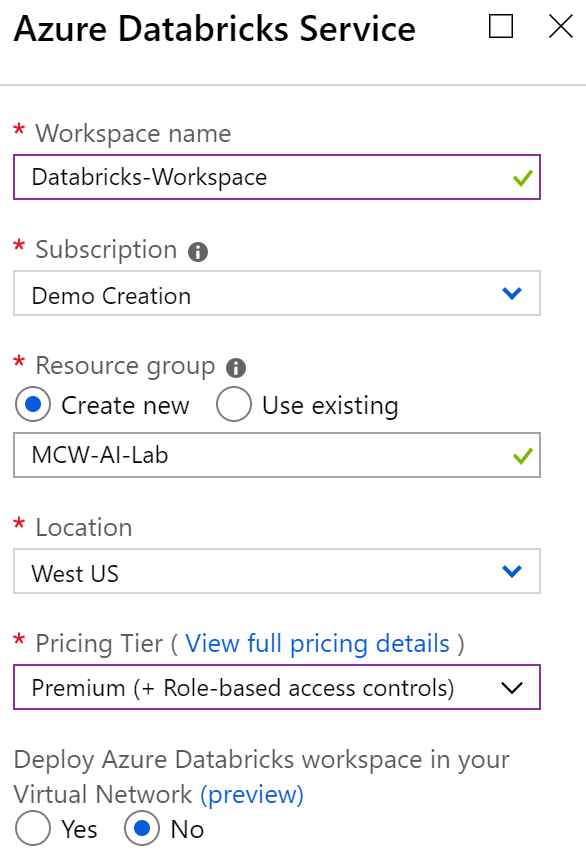 Azure Databricks Service
* Workspace name
Databricks-Workspace
* Subscription
Demo Creation
* Resource group
Create new Use existing
MCW-AI-Lab
* Location
West US
* Pricing Tier ( View full pricing details )
Premium (+ Role-based access controls)
Deploy Azure Databricks workspace in your
Virtual Network (preview)
Yes No